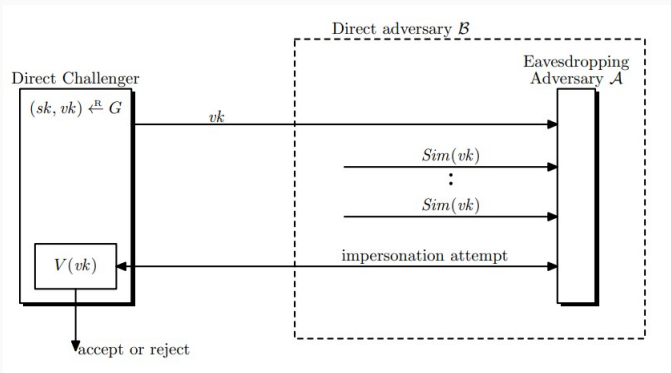 Direct adversary 𝓑
Eavesdropping
Adversary 𝓐
Direct Challenger
(sk, vk) ←ᴿ G
vk
Sim(vk)
⋮
Sim(vk)
impersonation attempt
V(vk)
accept or reject